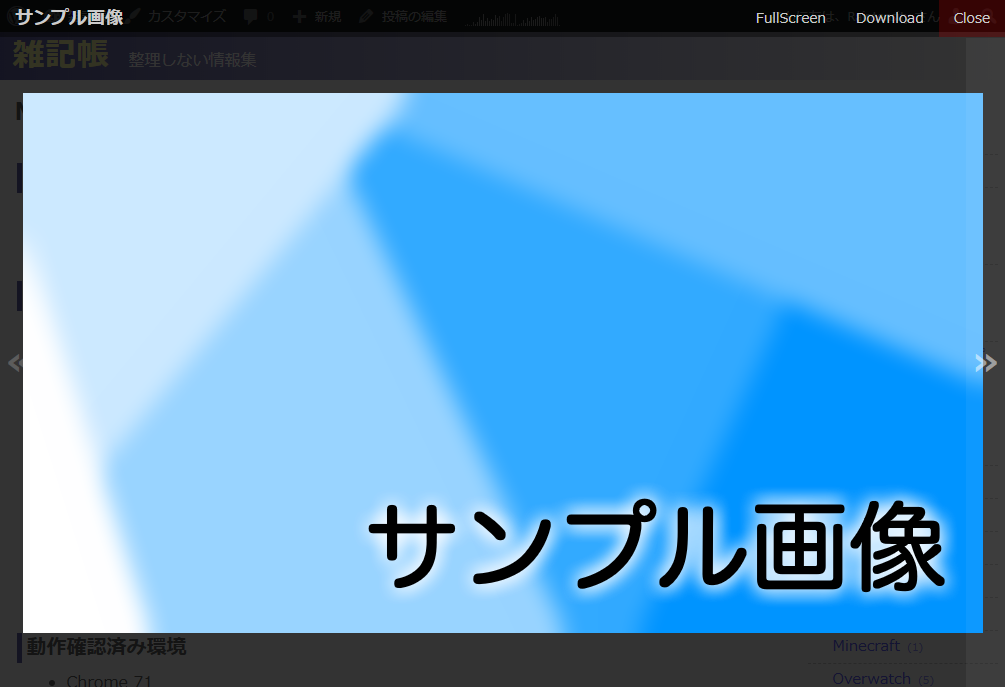 サンプル画像
カスタマイズ
0
新規
投稿の編集
FullScreen
Download
Close
雑記帳
整理しない情報集
«
»
サンプル画像
動作確認済み環境
Chrome 71
Minecraft (1)
Overwatch (5)